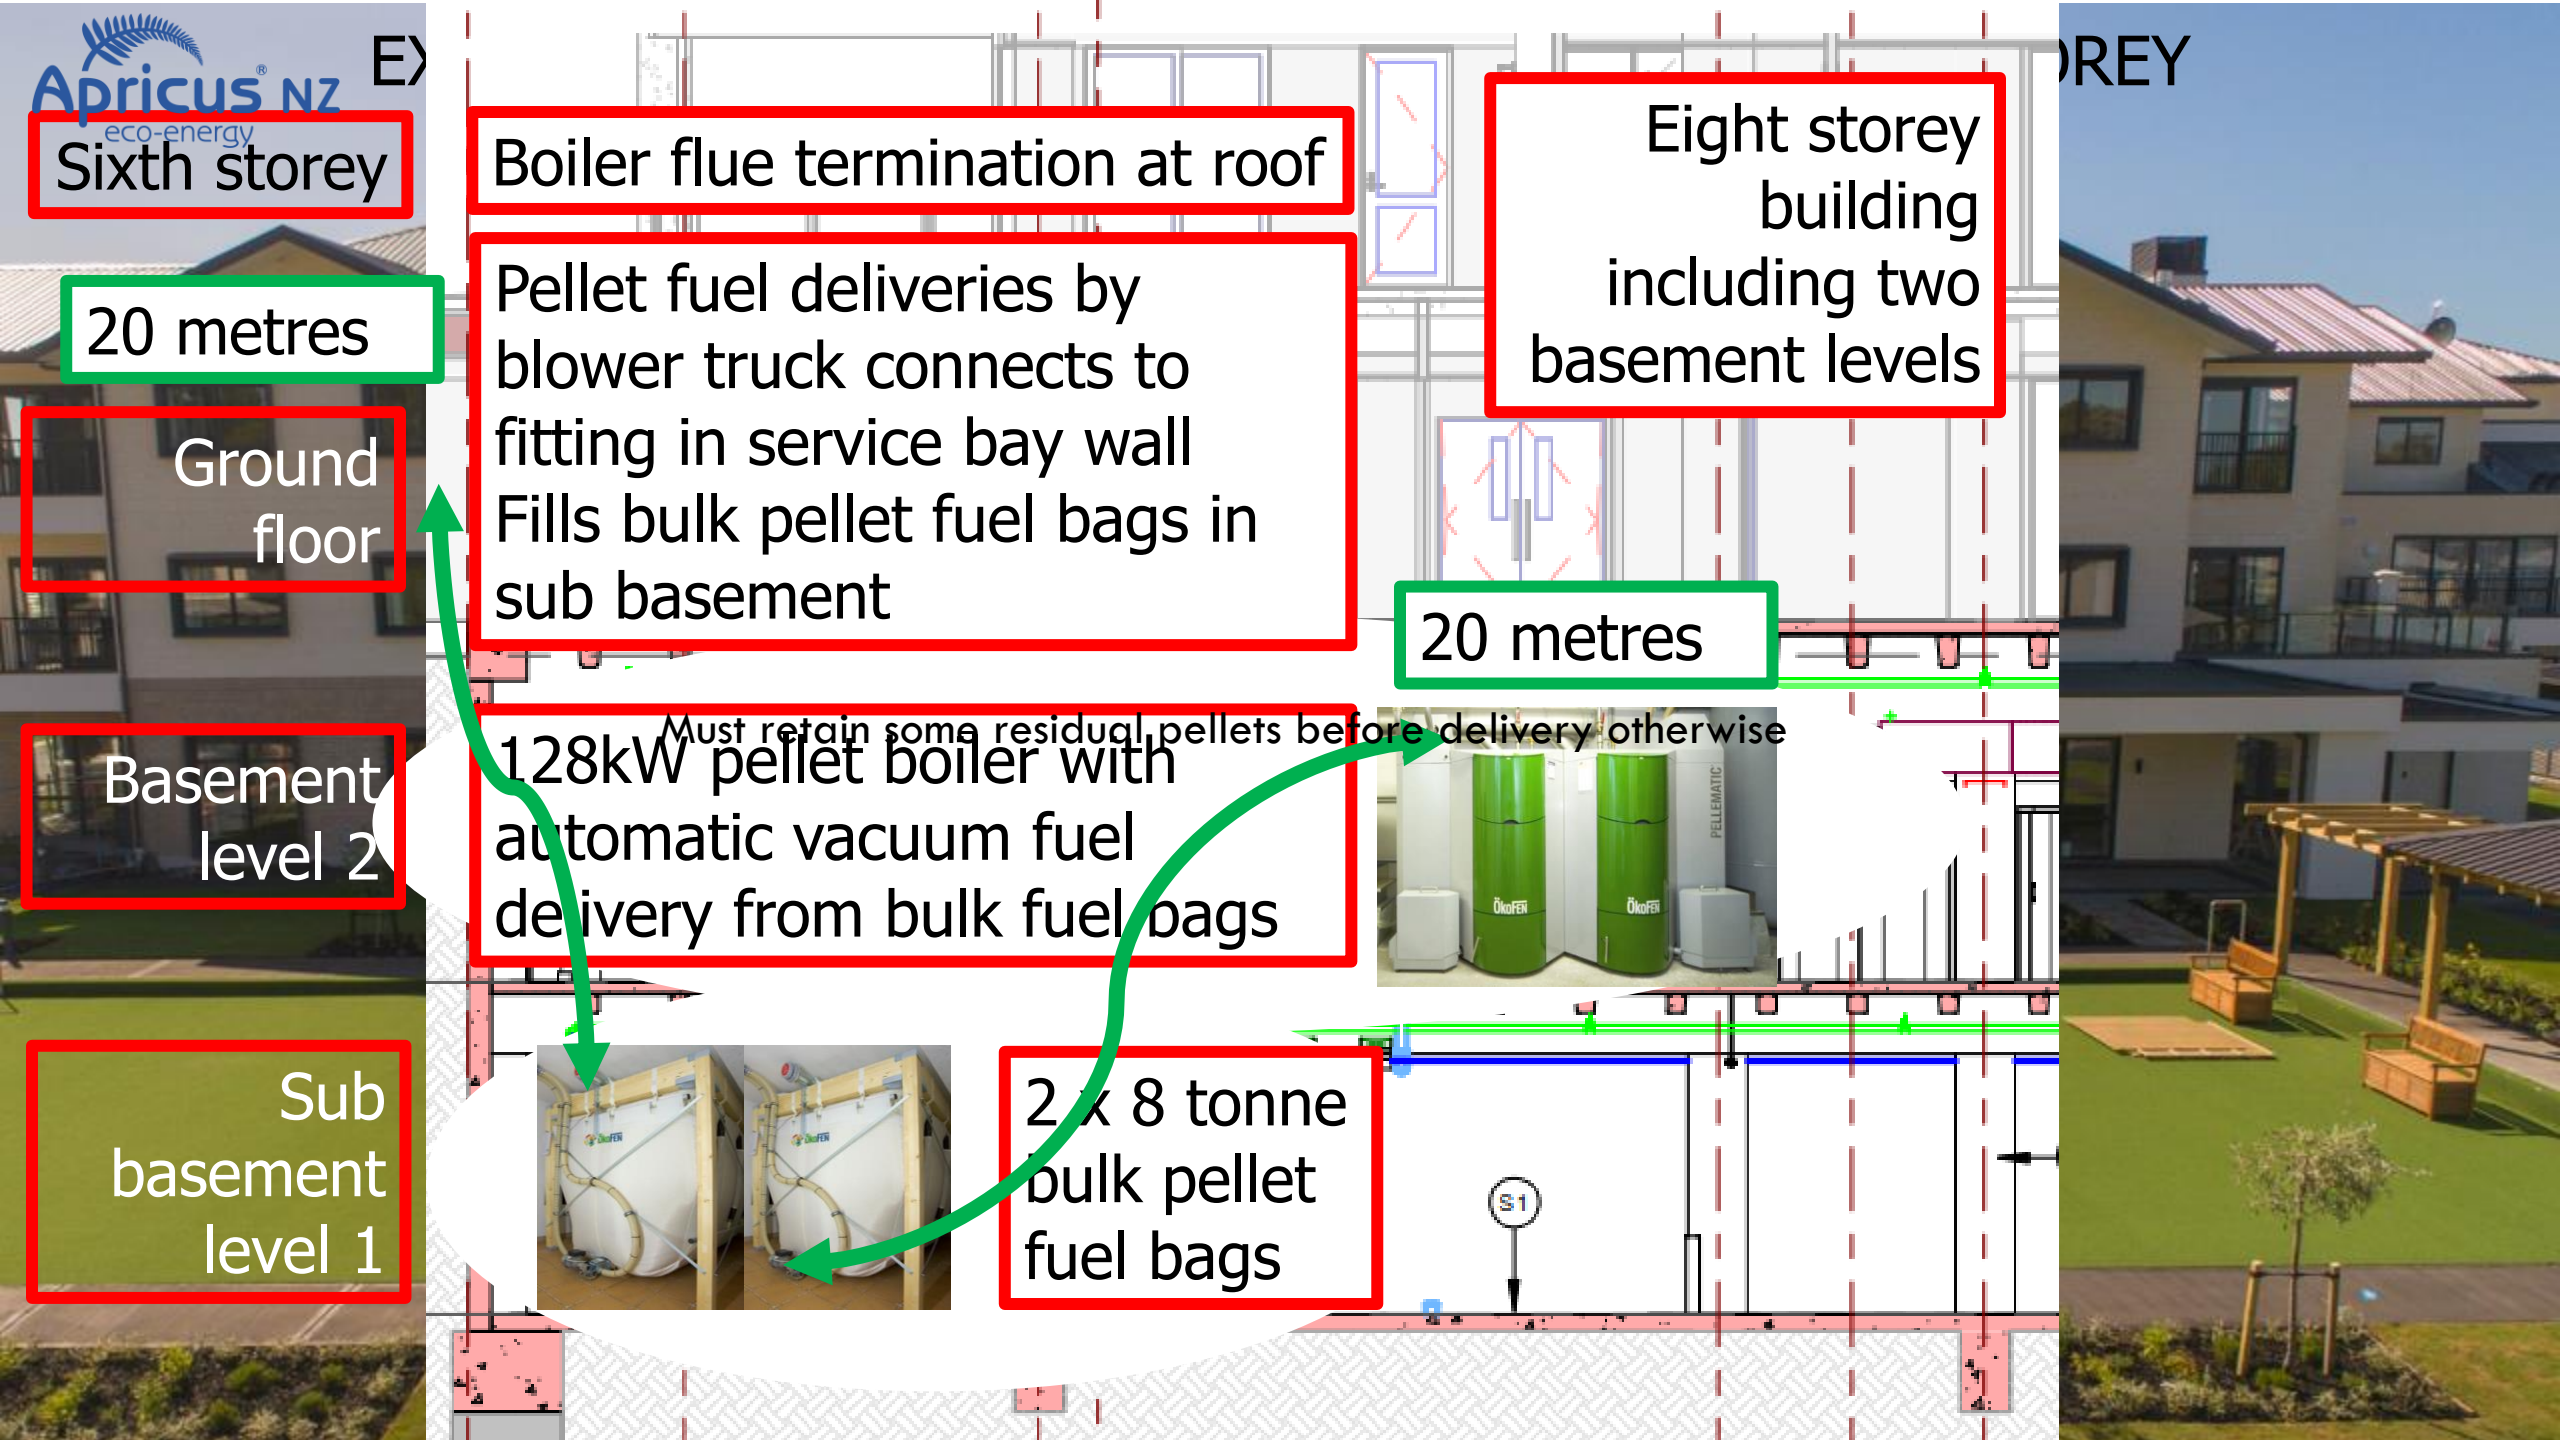 Apricus® NZ
eco-energy
EX
OREY
Sixth storey
Boiler flue termination at roof
Eight storey
building
including two
basement levels
20 metres
Pellet fuel deliveries by
blower truck connects to
fitting in service bay wall
Fills bulk pellet fuel bags in
sub basement
Ground
floor
20 metres
Must retain some residual pellets before delivery otherwise
128kW pellet boiler with
automatic vacuum fuel
delivery from bulk fuel bags
Basement
level 2
PELLEMATIC
ÖkoFEN
ÖkoFEN
Sub
basement
level 1
ÖkoFEN
ÖkoFEN
2 x 8 tonne
bulk pellet
fuel bags
S1